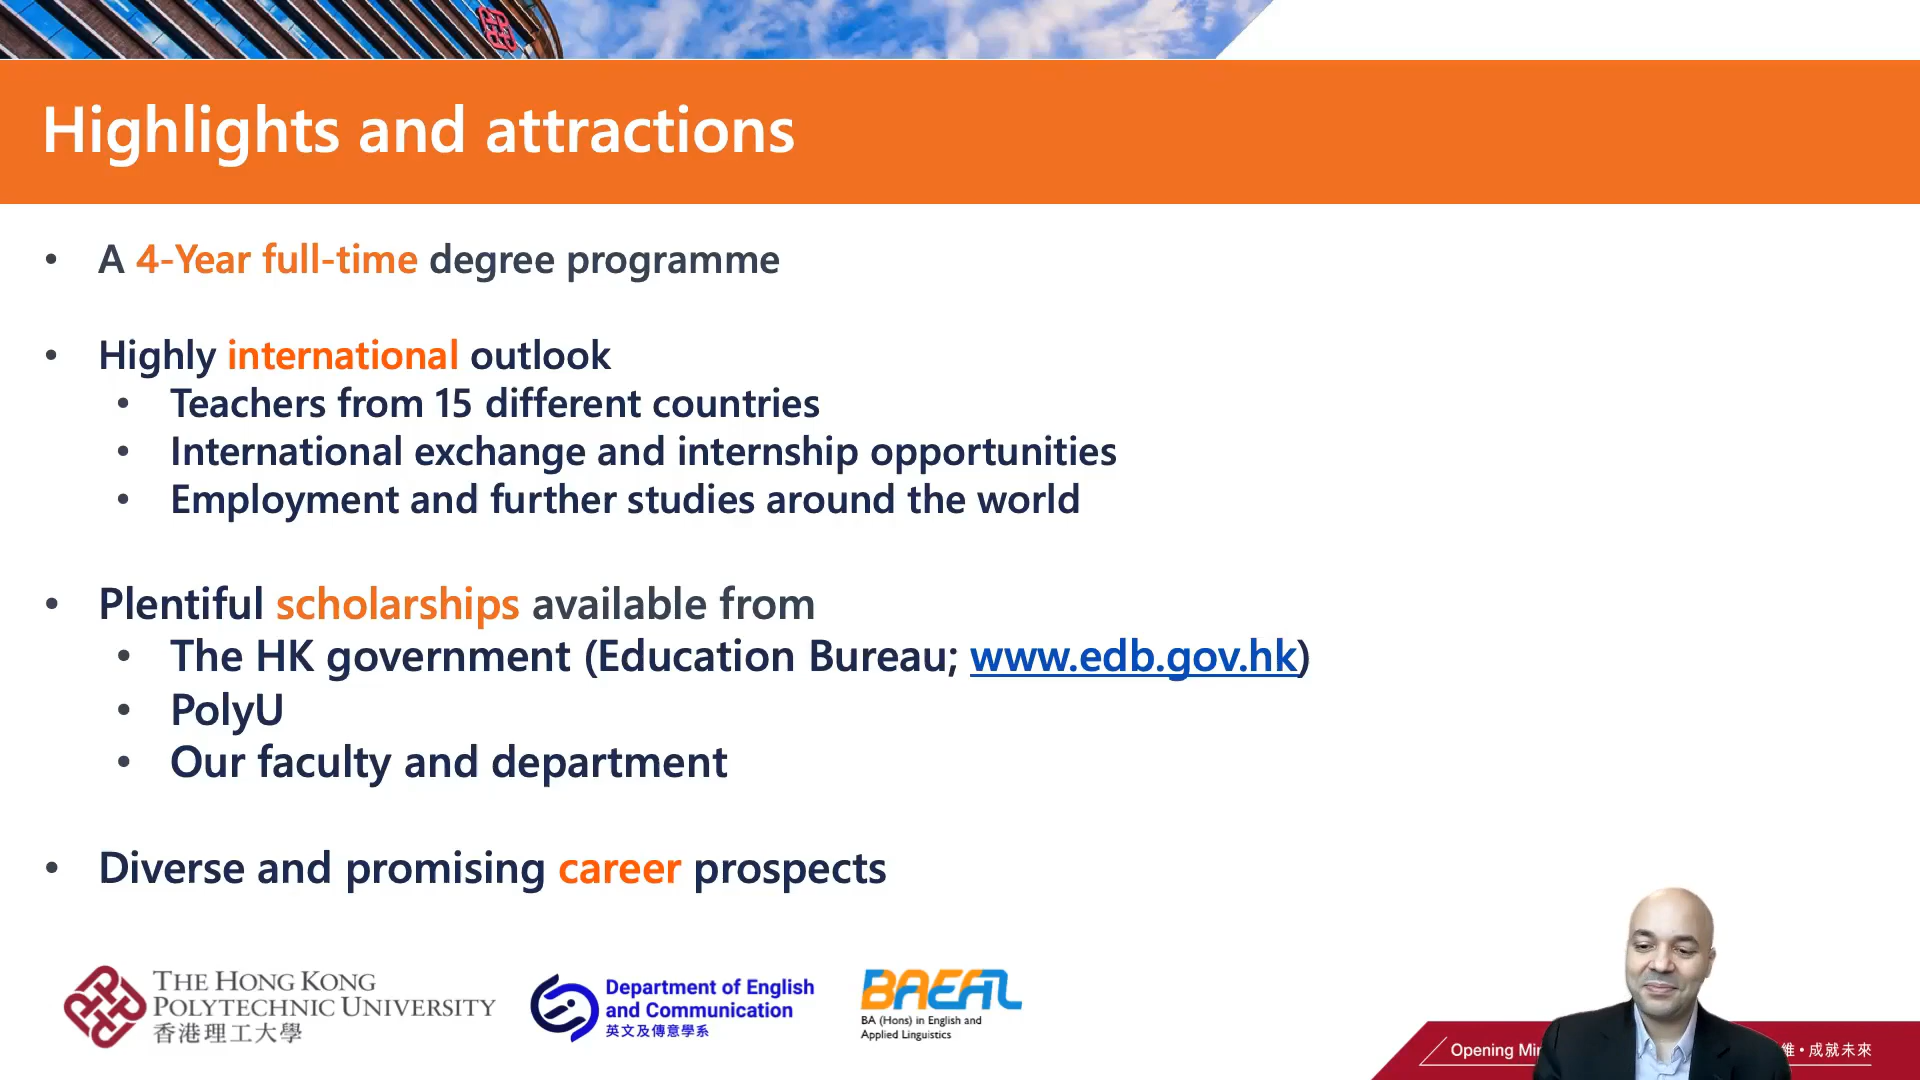 Highlights and attractions
• A 4-Year full-time degree programme
• Highly international outlook
• Teachers from 15 different countries
• International exchange and internship opportunities
• Employment and further studies around the world
• Plentiful scholarships available from
• The HK government (Education Bureau; www.edb.gov.hk)
• PolyU
• Our faculty and department
• Diverse and promising career prospects
THE HONG KONG
POLYTECHNIC UNIVERSITY
香港理工大學
Department of English
and Communication
英文及傳意學系
BAEAL
BA (Hons) in English and
Applied Linguistics
Opening 維 • 成就未來